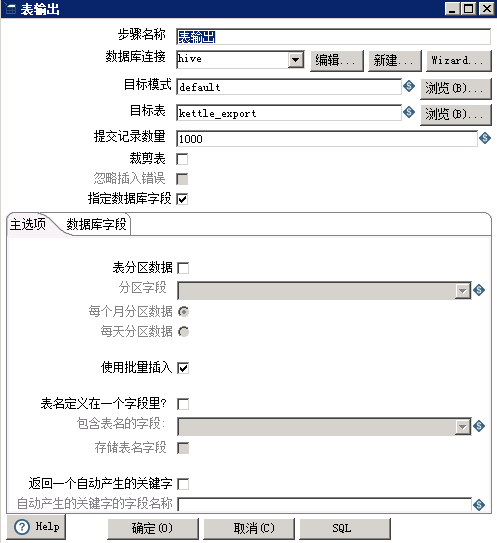 表输出
步骤名称 表输出
数据库连接 hive 编辑... 新建... Wizard...
目标模式 default 浏览(B)...
目标表 kettle_export 浏览(B)...
提交记录数量 1000
裁剪表
忽略插入错误
指定数据库字段
主选项 数据库字段
表分区数据
分区字段
每个月分区数据
每天分区数据
使用批量插入
表名定义在一个字段里?
包含表名的字段:
存储表名字段
返回一个自动产生的关键字
自动产生的关键字的字段名称
Help 确定(O) 取消(C) SQL